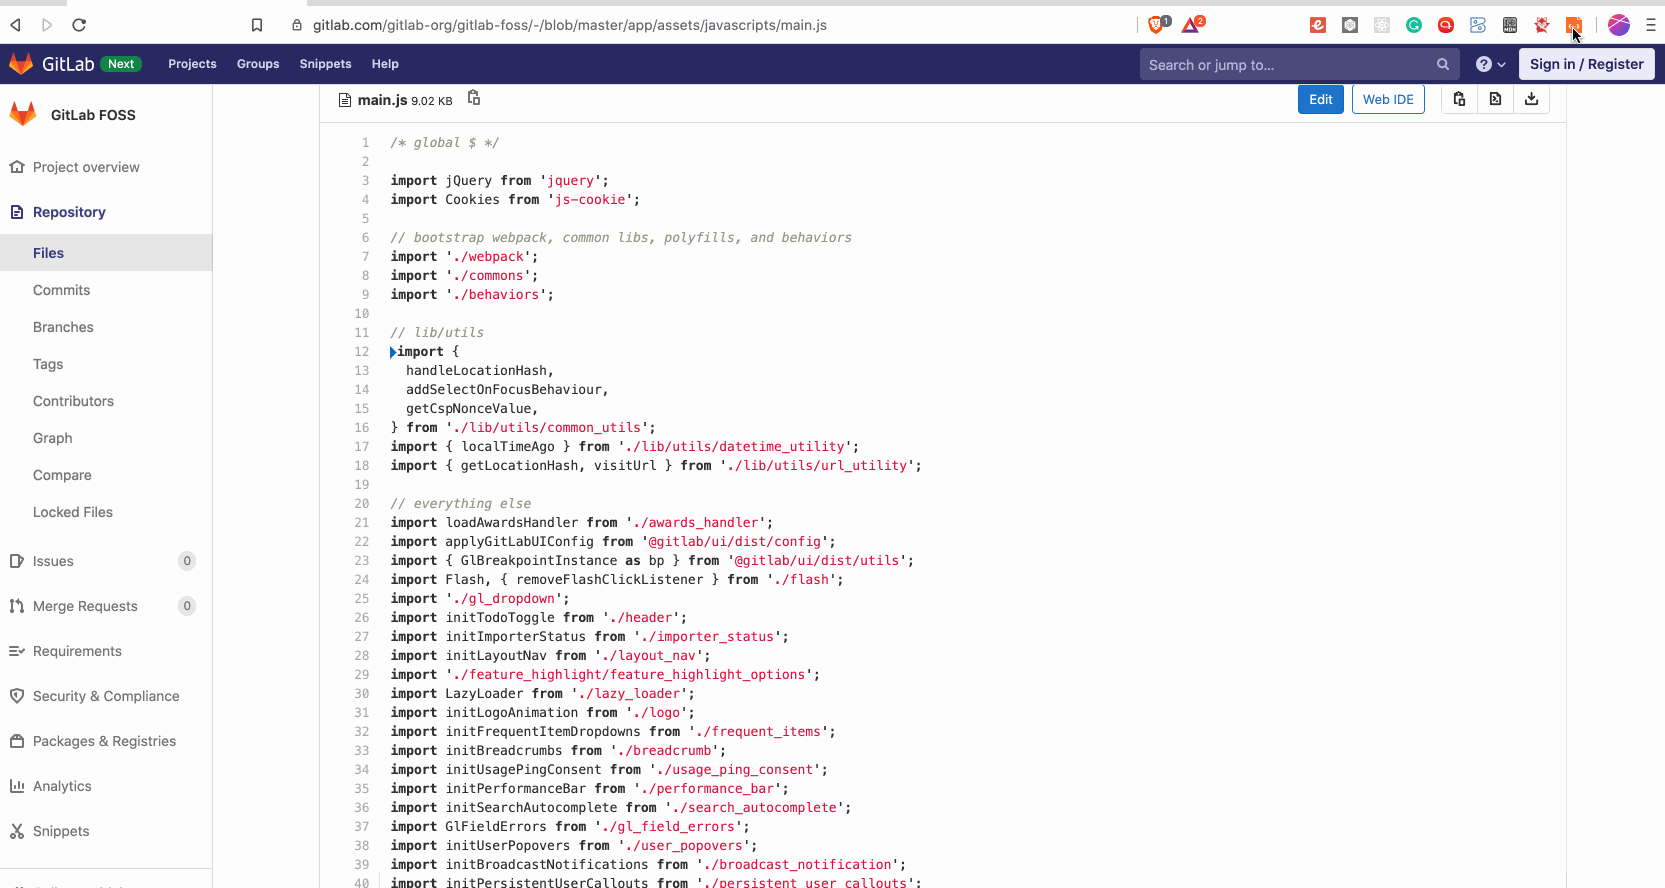 gitlab.com/gitlab-org/gitlab-foss/-/blob/master/app/assets/javascripts/main.js
1
2
GitLab Next Projects Groups Snippets Help
Search or jump to...
Sign in / Register
GitLab FOSS
Project overview
Repository
Files
Commits
Branches
Tags
Contributors
Graph
Compare
Locked Files
Issues 0
Merge Requests 0
Requirements
Security & Compliance
Packages & Registries
Analytics
Snippets
main.js 9.02 KB
Edit
Web IDE
1 /* global $ */
2
3 import jQuery from 'jquery';
4 import Cookies from 'js-cookie';
5
6 // bootstrap webpack, common libs, polyfills, and behaviors
7 import './webpack';
8 import './commons';
9 import './behaviors';
10
11 // lib/utils
12 import {
13 handleLocationHash,
14 addSelectOnFocusBehaviour,
15 getCspNonceValue,
16 } from './lib/utils/common_utils';
17 import { localTimeAgo } from './lib/utils/datetime_utility';
18 import { getLocationHash, visitUrl } from './lib/utils/url_utility';
19
20 // everything else
21 import loadAwardsHandler from './awards_handler';
22 import applyGitLabUIConfig from '@gitlab/ui/dist/config';
23 import { GlBreakpointInstance as bp } from '@gitlab/ui/dist/utils';
24 import Flash, { removeFlashClickListener } from './flash';
25 import './gl_dropdown';
26 import initTodoToggle from './header';
27 import initImporterStatus from './importer_status';
28 import initLayoutNav from './layout_nav';
29 import './feature_highlight/feature_highlight_options';
30 import LazyLoader from './lazy_loader';
31 import initLogoAnimation from './logo';
32 import initFrequentItemDropdowns from './frequent_items';
33 import initBreadcrumbs from './breadcrumb';
34 import initUsagePingConsent from './usage_ping_consent';
35 import initPerformanceBar from './performance_bar';
36 import initSearchAutocomplete from './search_autocomplete';
37 import GlFieldErrors from './gl_field_errors';
38 import initUserPopovers from './user_popovers';
39 import initBroadcastNotifications from './broadcast_notification';
40 import initPersistentUserCallouts from './persistent_user_callouts';